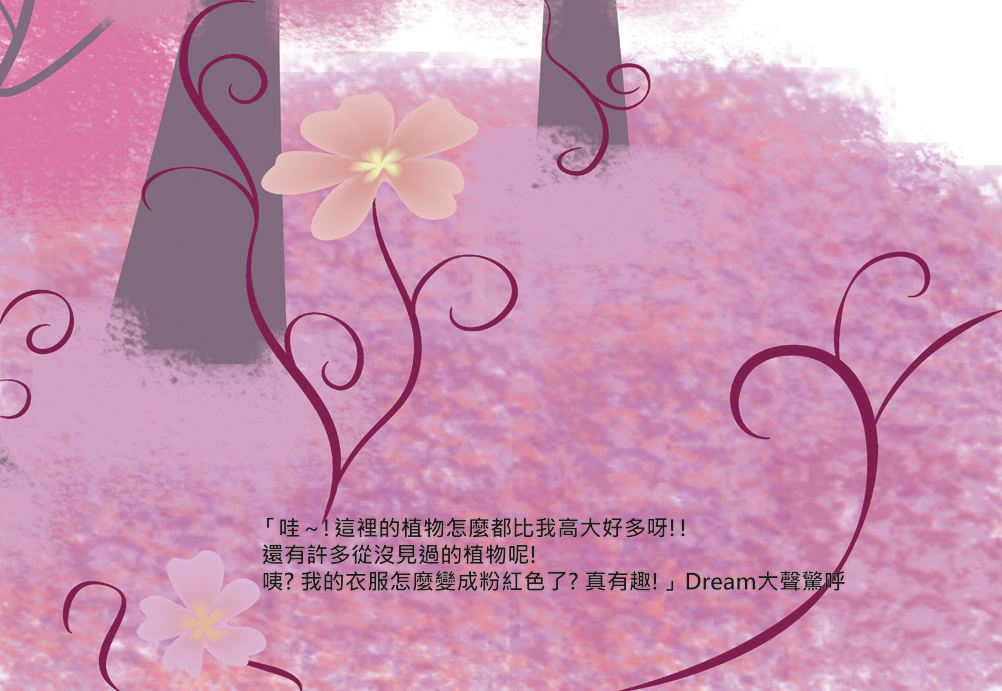 「哇～! 這裡的植物怎麼都比我高大好多呀! !
還有許多從沒見過的植物呢!
咦? 我的衣服怎麼變成粉紅色了? 真有趣! 」Dream大聲驚呼